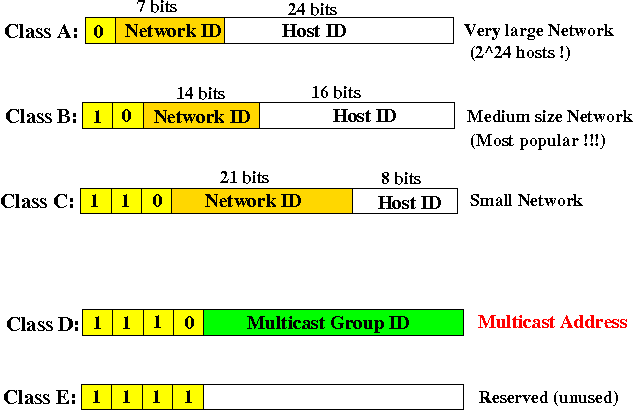 7 bits 24 bits
Class A: 0 Network ID Host ID Very large Network
(2^24 hosts !)
14 bits 16 bits
Class B: 1 0 Network ID Host ID Medium size Network
(Most popular !!!)
21 bits 8 bits
Class C: 1 1 0 Network ID Host ID Small Network
Class D: 1 1 1 0 Multicast Group ID Multicast Address
Class E: 1 1 1 1 Reserved (unused)